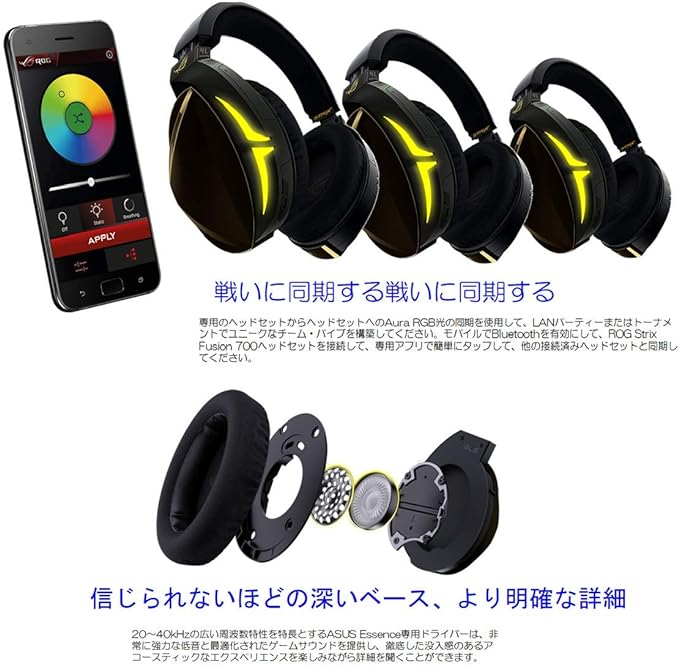 ROG
Off
Static
Breathing
APPLY
戦いに同期する戦いに同期する
専用のヘッドセットからヘッドセットへのAura RGB光の同期を使用して、LANパーティーまたはトーナメ
ントでユニークなチーム・バイブを構築してください。モバイルでBluetoothを有効にして、ROG Strix
Fusion 700ヘッドセットを接続して、専用アプリで簡単にタップして、他の接続済みヘッドセットと同期し
てください。
信じられないほどの深いベース、より明確な詳細
20～40kHzの広い周波数特性を特長とするASUS Essence専用ドライバーは、非
常に強力な低音と最適化されたゲームサウンドを提供し、徹底した没入感のあるア
コースティックなエクスペリエンスを楽しみながら詳細を聞くことができます。